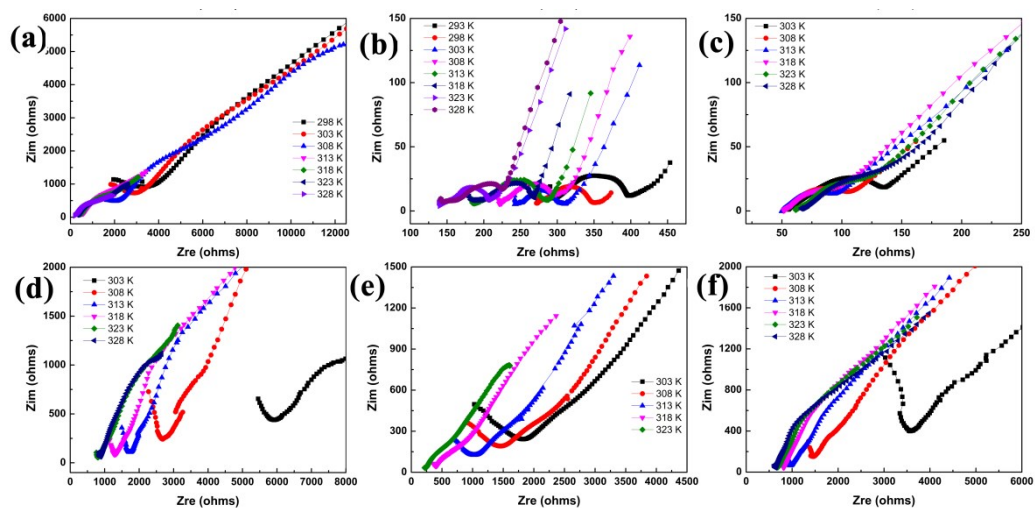 (a)
Zim (ohms)
6000
5000
4000
3000
2000
1000
0
298 K
303 K
308 K
313 K
318 K
323 K
328 K
0 2000 4000 6000 8000 10000 12000
Zre (ohms)
(b)
Zim (ohms)
150
125
100
75
50
25
0
293 K
298 K
303 K
308 K
313 K
318 K
323 K
328 K
100 150 200 250 300 350 400 450
Zre (ohms)
(c)
Zim (ohms)
150
100
50
0
303 K
308 K
313 K
318 K
323 K
328 K
0 50 100 150 200 250
Zre (ohms)
(d)
Zim (ohms)
2000
1500
1000
500
0
303 K
308 K
313 K
318 K
323 K
328 K
0 1000 2000 3000 4000 5000 6000 7000 8000
Zre (ohms)
(e)
Zim (ohms)
1500
1200
900
600
300
0
303 K
308 K
313 K
318 K
323 K
0 500 1000 1500 2000 2500 3000 3500 4000 4500
Zre (ohms)
(f)
Zim (ohms)
2000
1600
1200
800
400
0
303 K
308 K
313 K
318 K
323 K
328 K
0 1000 2000 3000 4000 5000 6000
Zre (ohms)